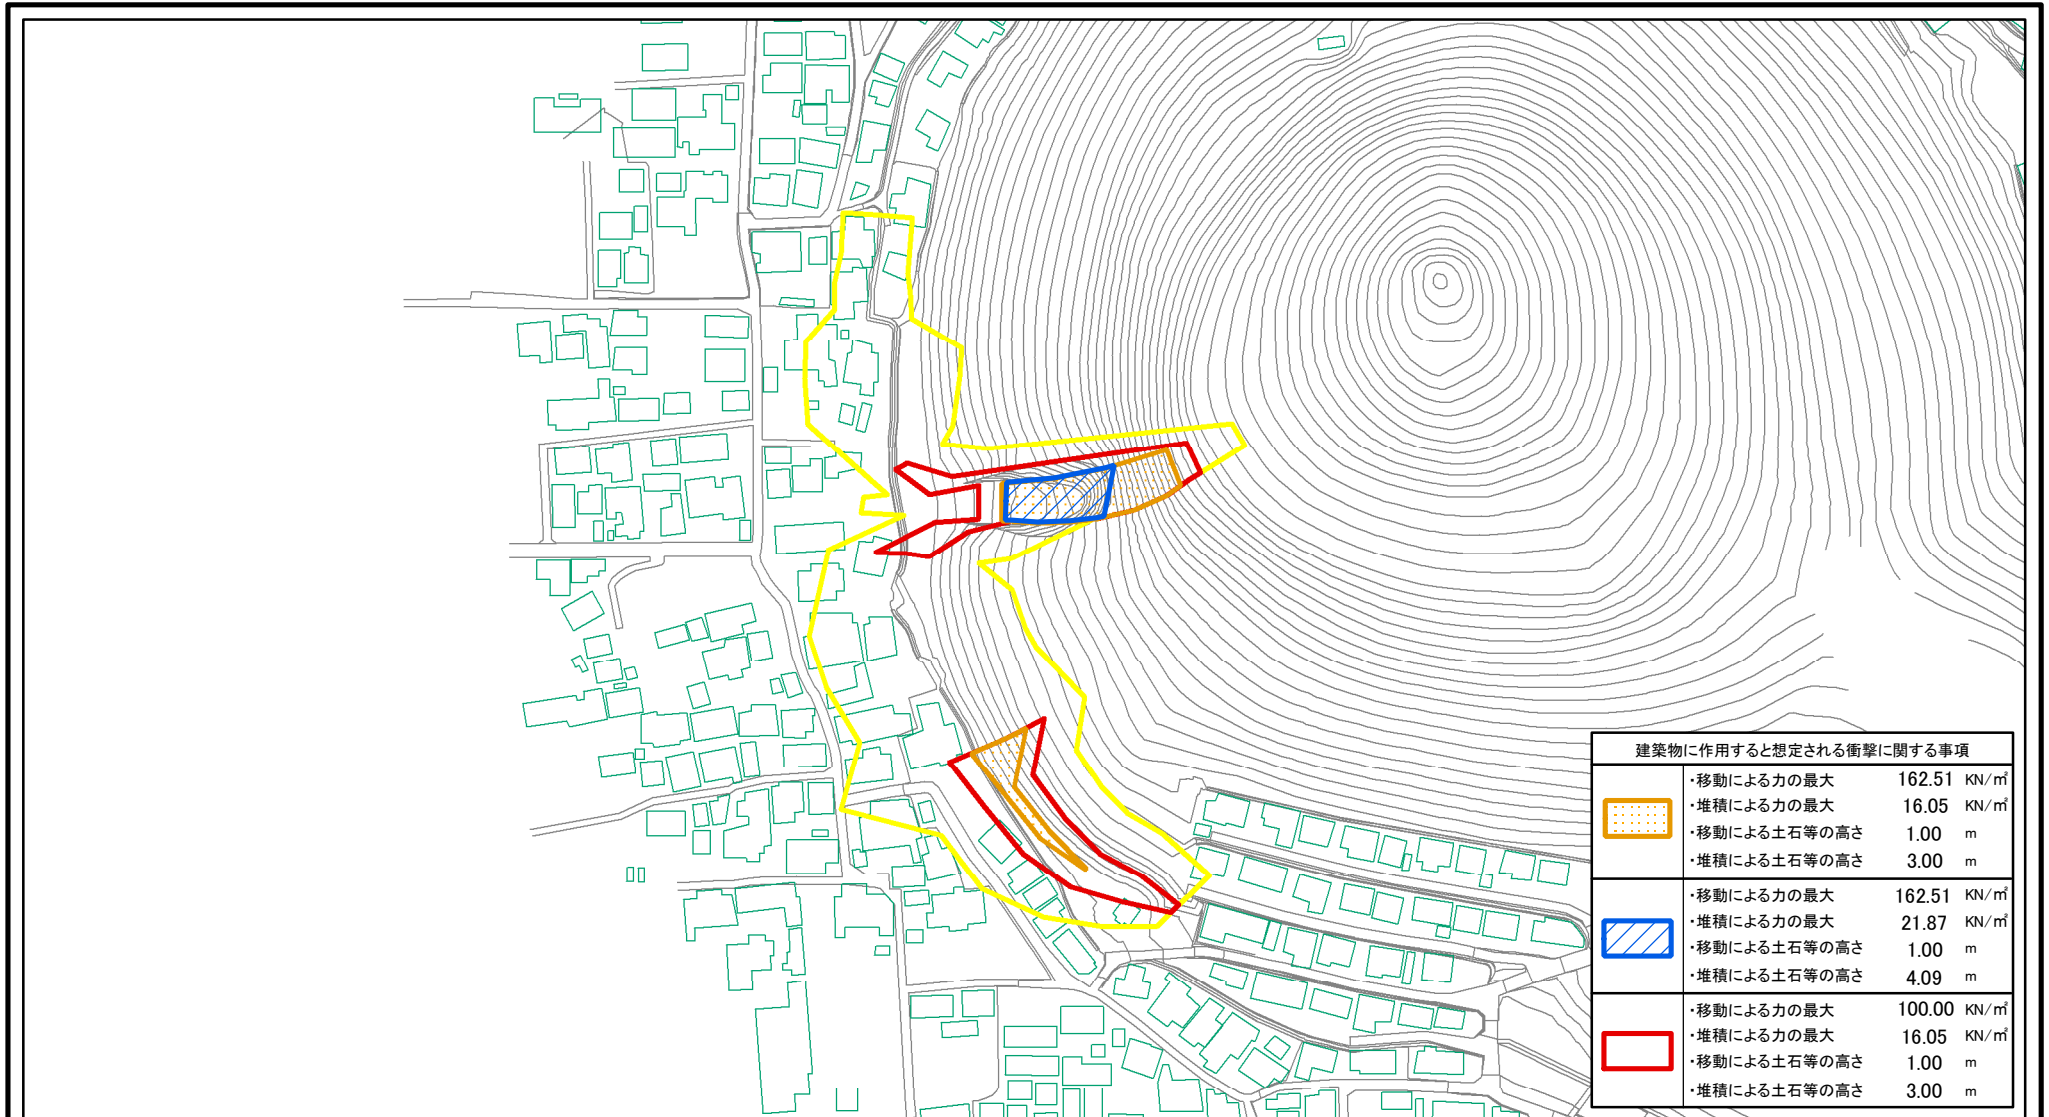 建築物に作用すると想定される衝撃に関する事項
・移動による力の最大 162.51 KN/㎡
・堆積による力の最大 16.05 KN/㎡
・移動による土石等の高さ 1.00 m
・堆積による土石等の高さ 3.00 m
・移動による力の最大 162.51 KN/㎡
・堆積による力の最大 21.87 KN/㎡
・移動による土石等の高さ 1.00 m
・堆積による土石等の高さ 4.09 m
・移動による力の最大 100.00 KN/㎡
・堆積による力の最大 16.05 KN/㎡
・移動による土石等の高さ 1.00 m
・堆積による土石等の高さ 3.00 m